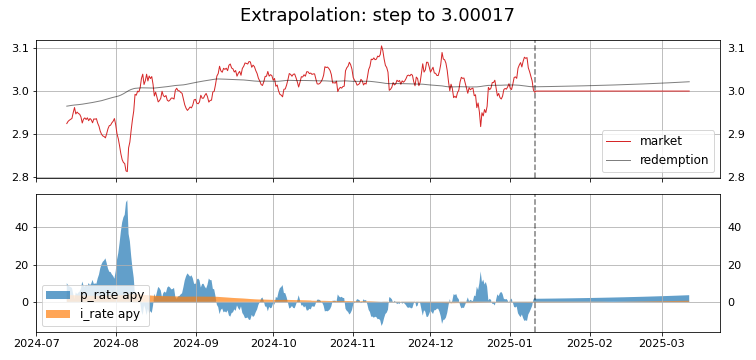 Extrapolation: step to 3.00017
3.1 3.1
3.0 3.0
2.9 2.9
2.8 2.8
market
redemption
40 40
20 20
0 0
p_rate apy
i_rate apy
2024-07 2024-08 2024-09 2024-10 2024-11 2024-12 2025-01 2025-02 2025-03